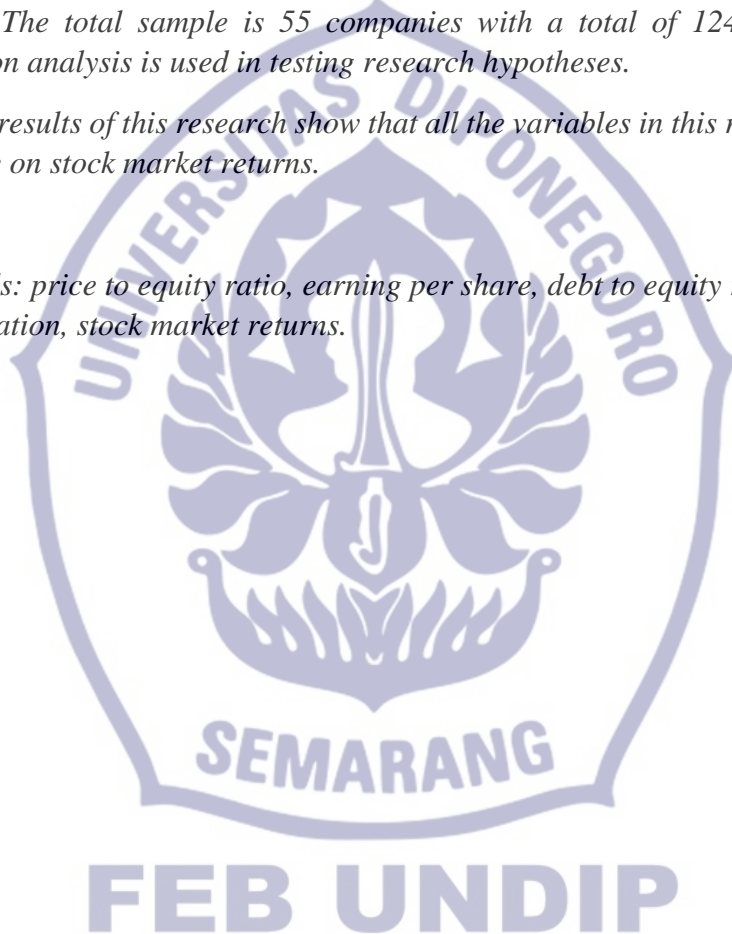 The total sample is 55 companies with a total of 124
on analysis is used in testing research hypotheses.
results of this research show that all the variables in this
on stock market returns.
s: price to equity ratio, earning per share, debt to equity
ation, stock market returns.
UNIVERSITAS DIPONEGORO
SEMARANG
FEB UNDIP